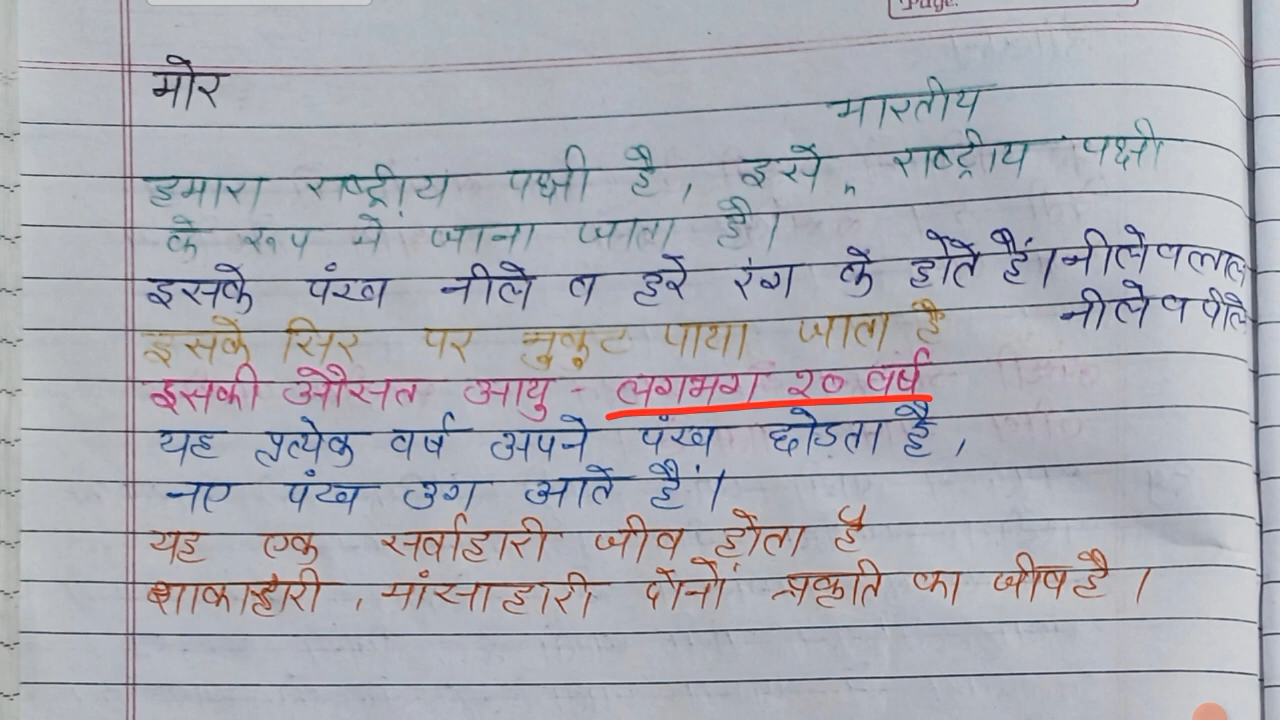 Page.
मोर
भारतीय
हमारा राष्ट्रीय पक्षी है, इसे राष्ट्रीय पक्षी
के रूप में जाना जाता है।
इसके पंख नीले व हरे रंग के होते हैं। नीले व लाल
नीले व पीले
इसके सिर पर मुकुट पाया जाता है
इसकी औसत आयु - लगभग २० वर्ष
यह प्रत्येक वर्ष अपने पंख छोड़ता है,
नए पंख उग आते हैं।
यह एक सर्वाहारी जीव होता है
शाकाहारी, मांसाहारी दोनों प्रकृति का जीव है।